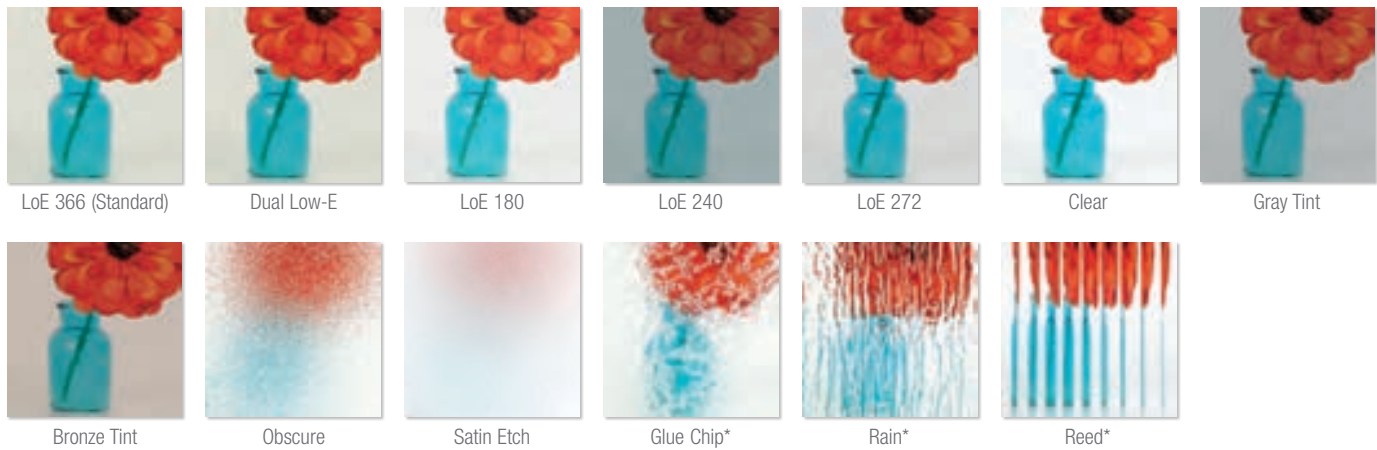 LoE 366 (Standard)
Dual Low-E
LoE 180
LoE 240
LoE 272
Clear
Gray Tint
Bronze Tint
Obscure
Satin Etch
Glue Chip*
Rain*
Reed*